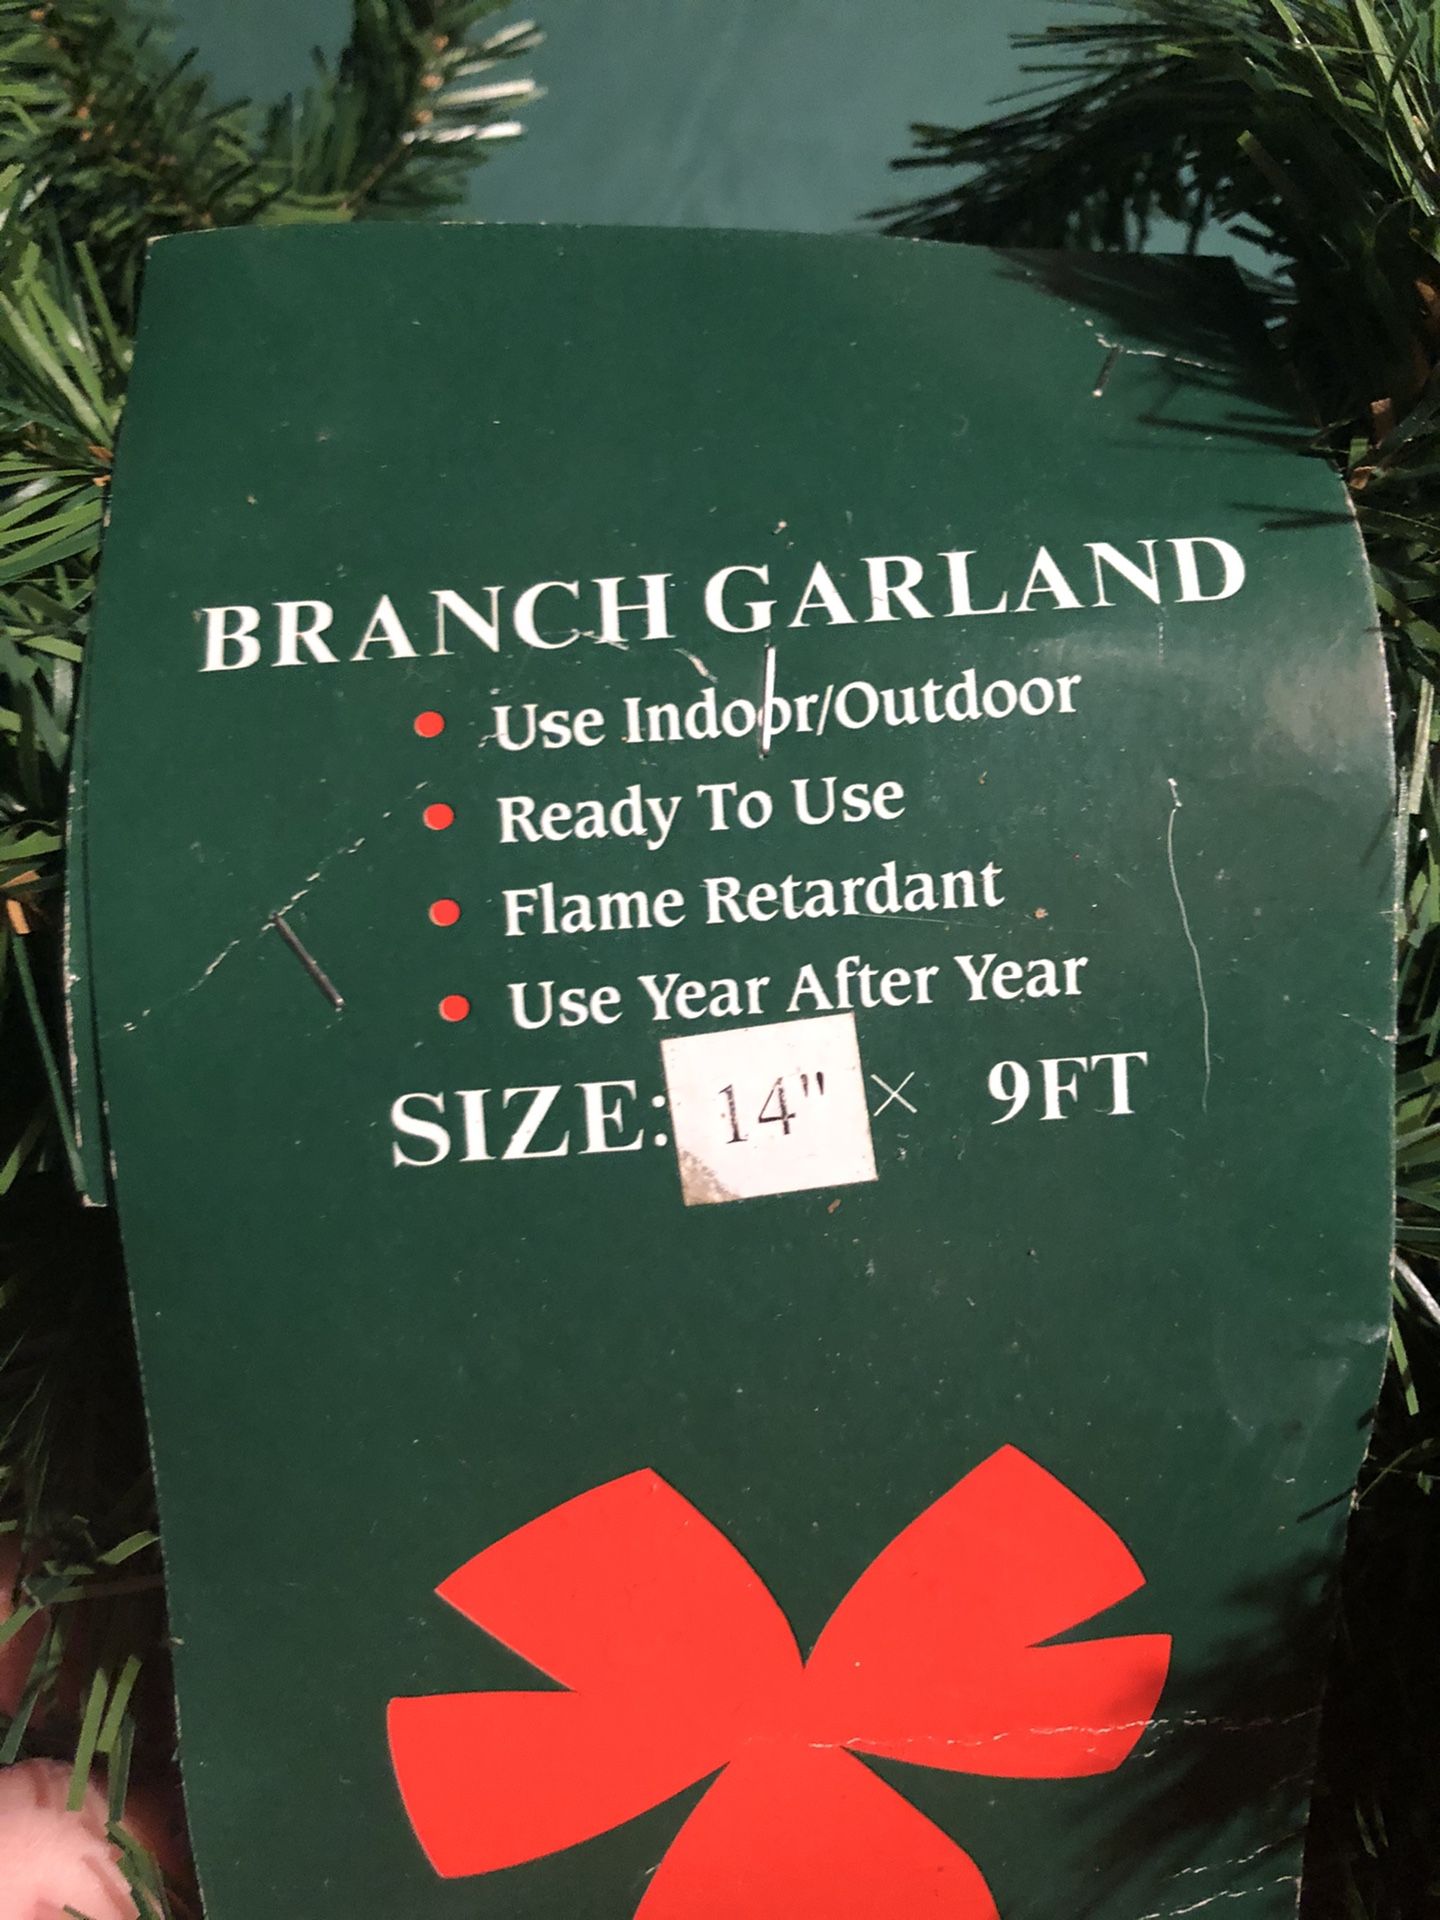 BRANCH GARLAND
• Use Indoor/Outdoor
• Ready To Use
• Flame Retardant
• Use Year After Year
SIZE: 14" × 9FT